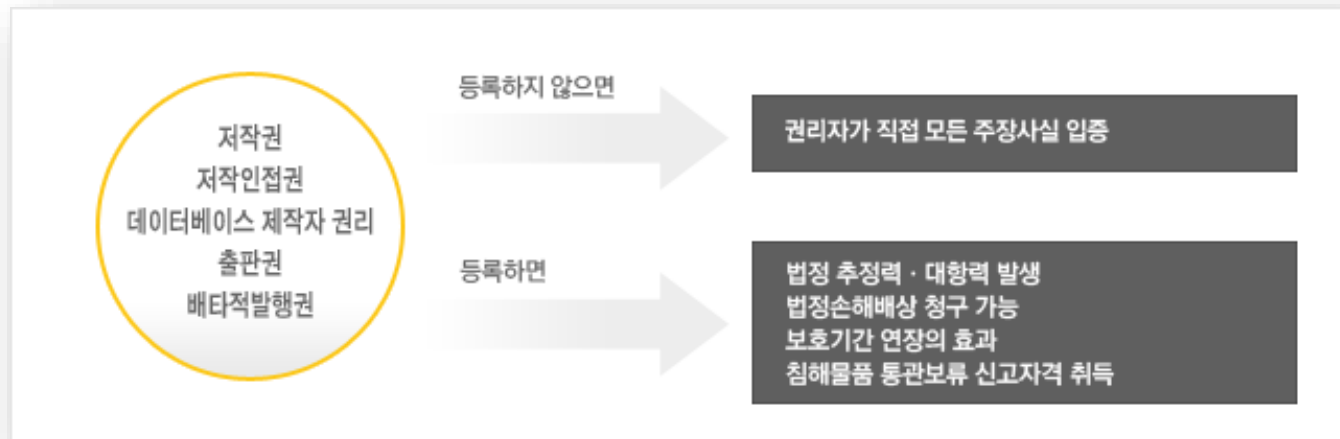 저작권
저작인접권
데이터베이스 제작자 권리
출판권
배타적발행권
등록하지 않으면
권리자가 직접 모든 주장사실 입증
등록하면
법정 추정력 · 대항력 발생
법정손해배상 청구 가능
보호기간 연장의 효과
침해물품 통관보류 신고자격 취득